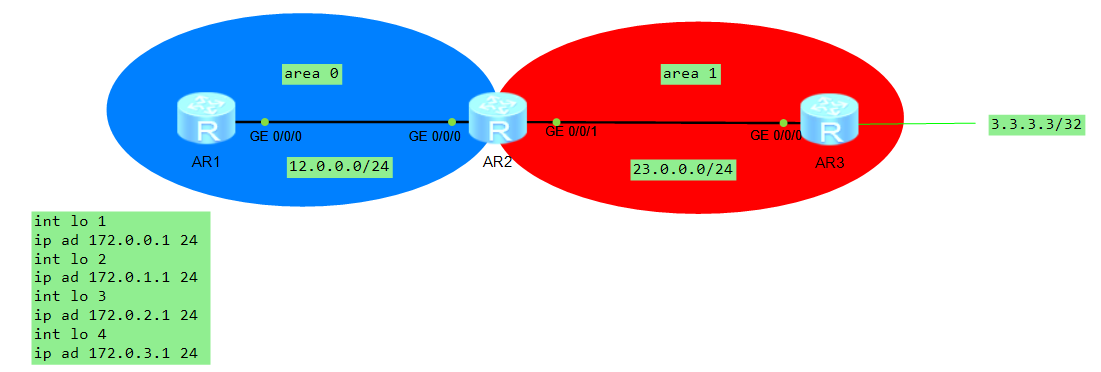 area 0
area 1
R
R
R
GE 0/0/0
GE 0/0/0
GE 0/0/1
GE 0/0/0
3.3.3.3/32
AR1
AR2
AR3
12.0.0.0/24
23.0.0.0/24
int lo 1
ip ad 172.0.0.1 24
int lo 2
ip ad 172.0.1.1 24
int lo 3
ip ad 172.0.2.1 24
int lo 4
ip ad 172.0.3.1 24